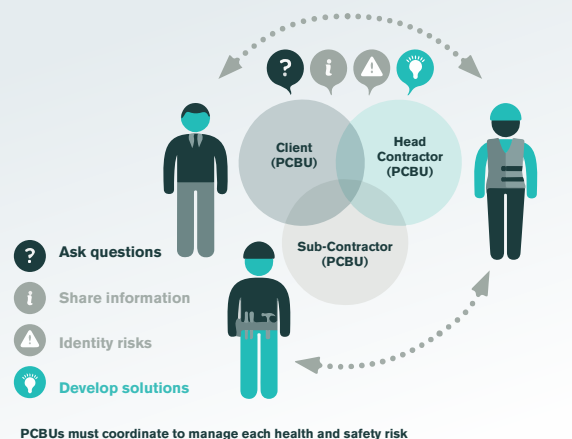 ?
i
!
Client
(PCBU)
Head
Contractor
(PCBU)
Sub-Contractor
(PCBU)
? Ask questions
i Share information
! Identity risks
Develop solutions
PCBUs must coordinate to manage each health and safety risk